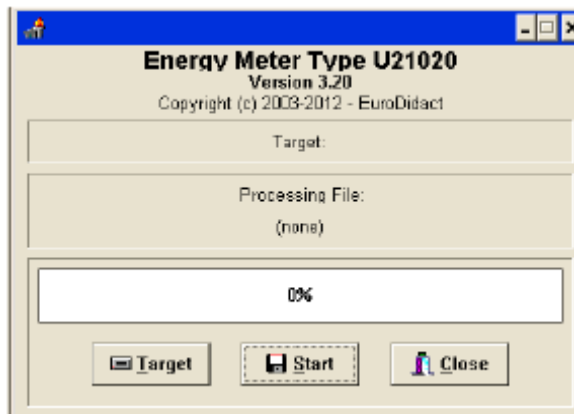 Energy Meter Type U21020
Version 3.20
Copyright (c) 2003-2012 - EuroDidact
Target:
Processing File:
(none)
0%
Target Start Close